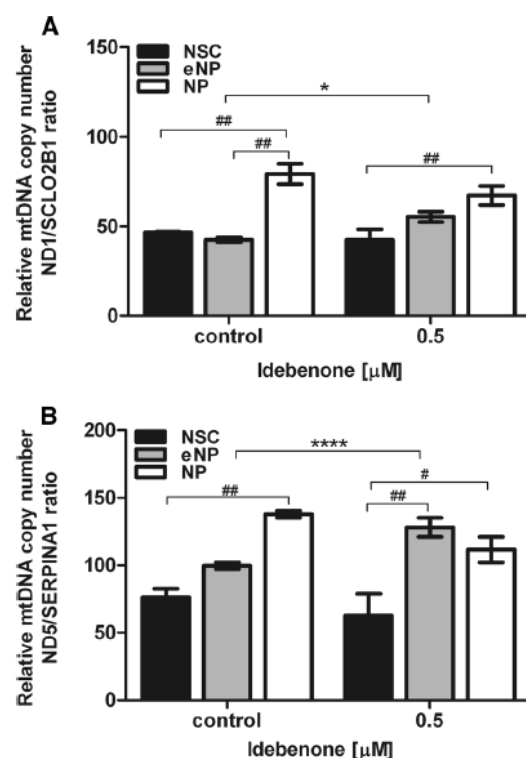 A
Relative mtDNA copy number
ND1/SCLO2B1 ratio
150
100
50
0
NSC
eNP
NP
*
##
##
##
control
0.5
Idebenone [µM]
B
Relative mtDNA copy number
ND5/SERPINA1 ratio
200
150
100
50
0
NSC
eNP
NP
****
##
#
##
control
0.5
Idebenone [µM]